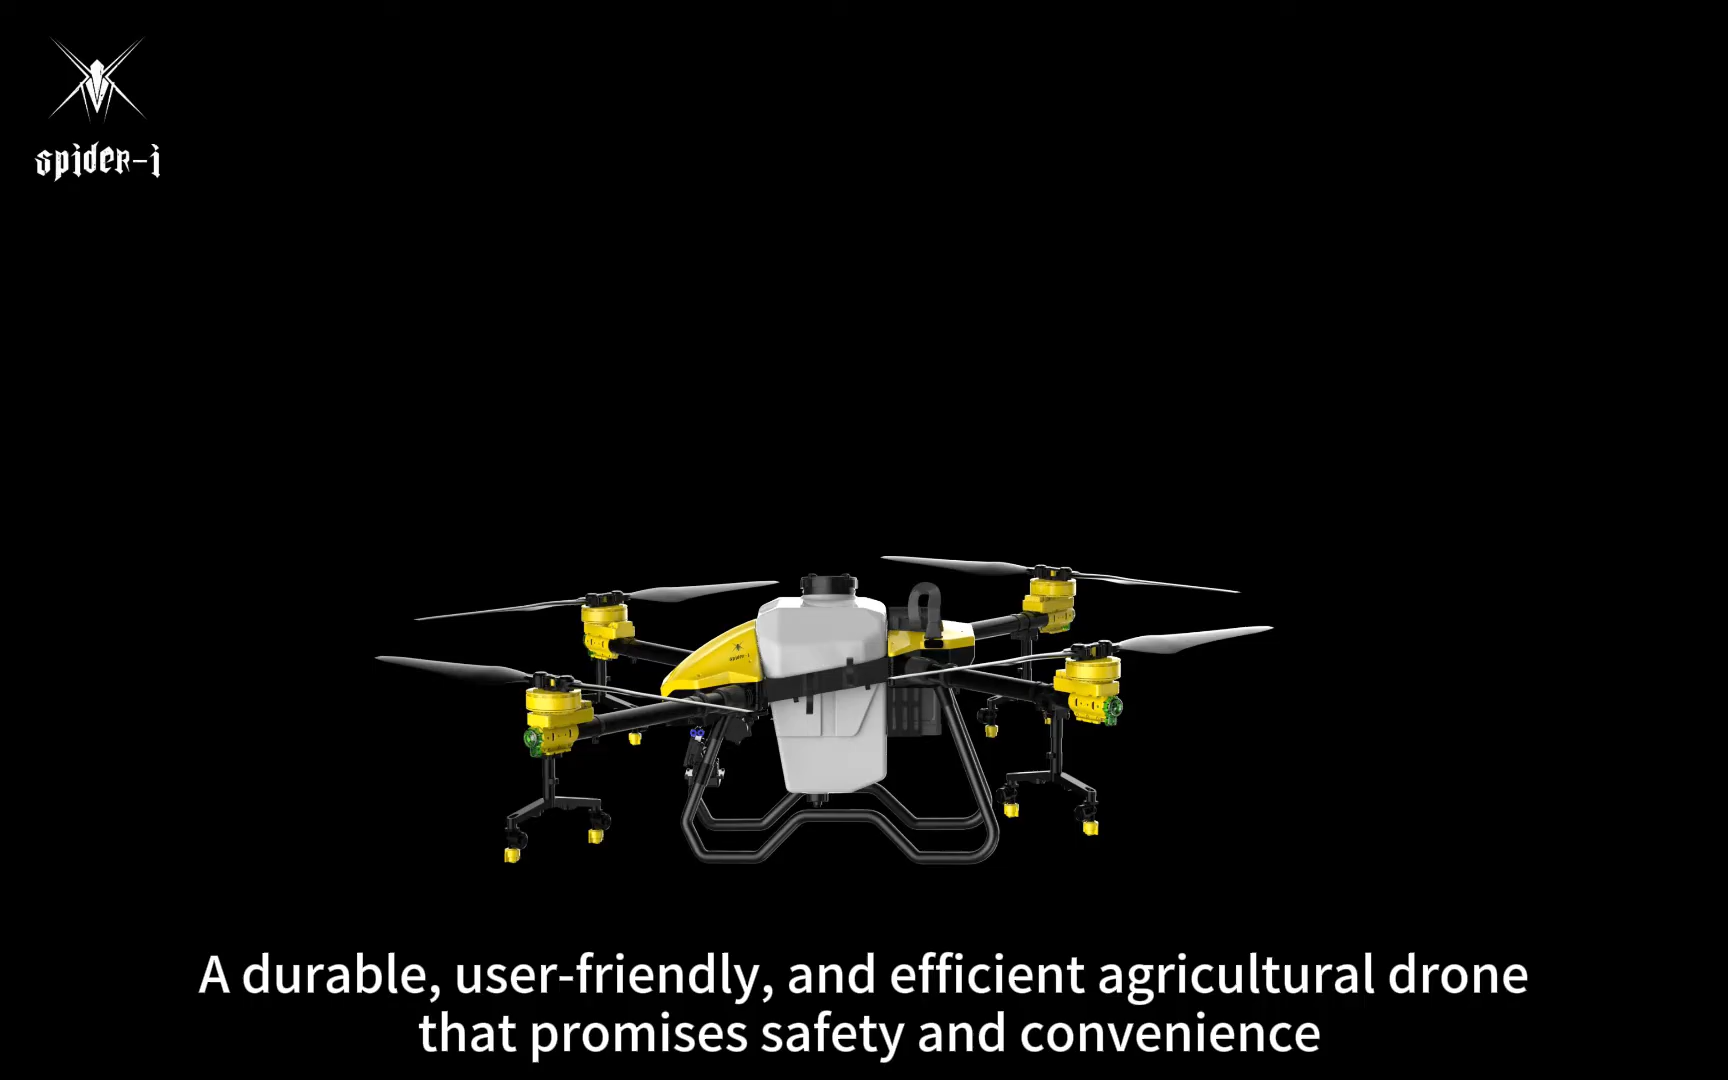 spider-i
A durable, user-friendly, and efficient agricultural drone
that promises safety and convenience